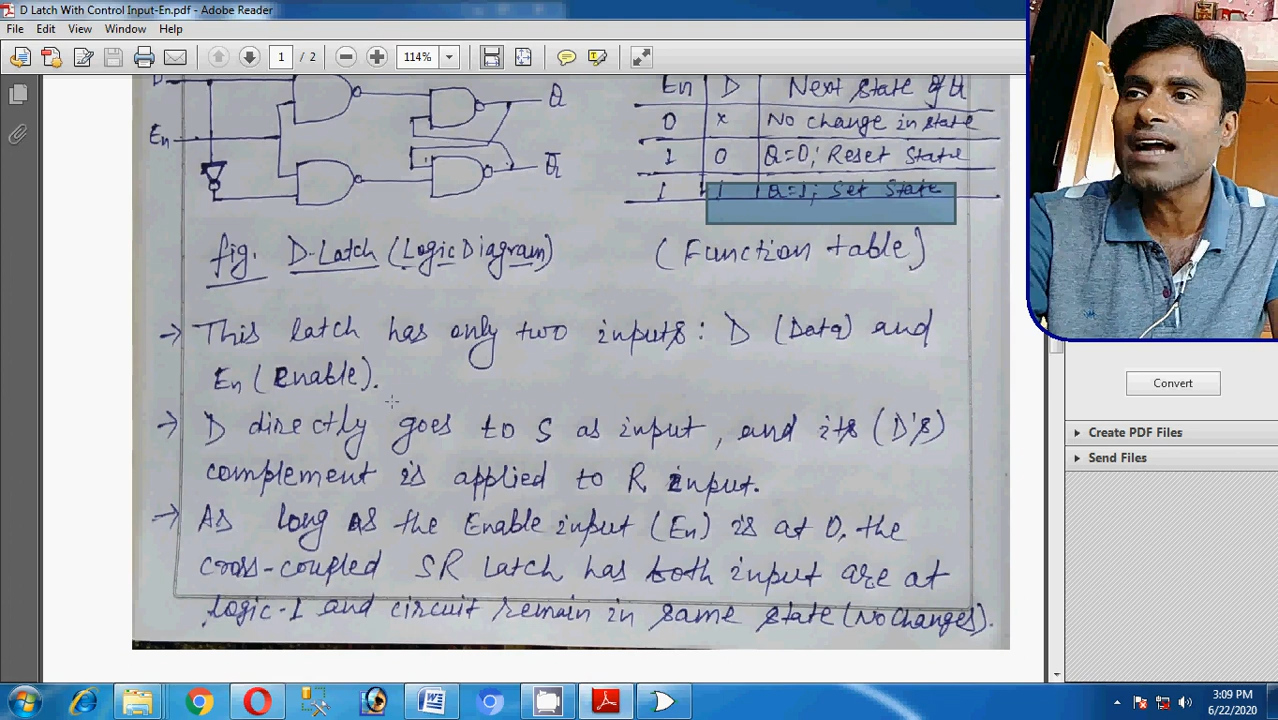 D Latch With Control Input-En.pdf - Adobe Reader
File Edit View Window Help
1 / 2 114%
D
Q
En
Q̅
En D Next state of Q
0 x No change in state
1 0 Q=0; Reset State
1 1 Q=1; Set State
fig. D-Latch (Logic Diagram)
(Function table)
→ This latch has only two inputs: D (Data) and
En (Enable).
→ D directly goes to S as input, and its (D's)
complement is applied to R input.
→ As long as the Enable input (En) is at 0, the
cross-coupled SR Latch has both input are at
logic-1 and circuit remain in same state (No Changes).
Convert
Create PDF Files
Send Files
3:09 PM
6/22/2020